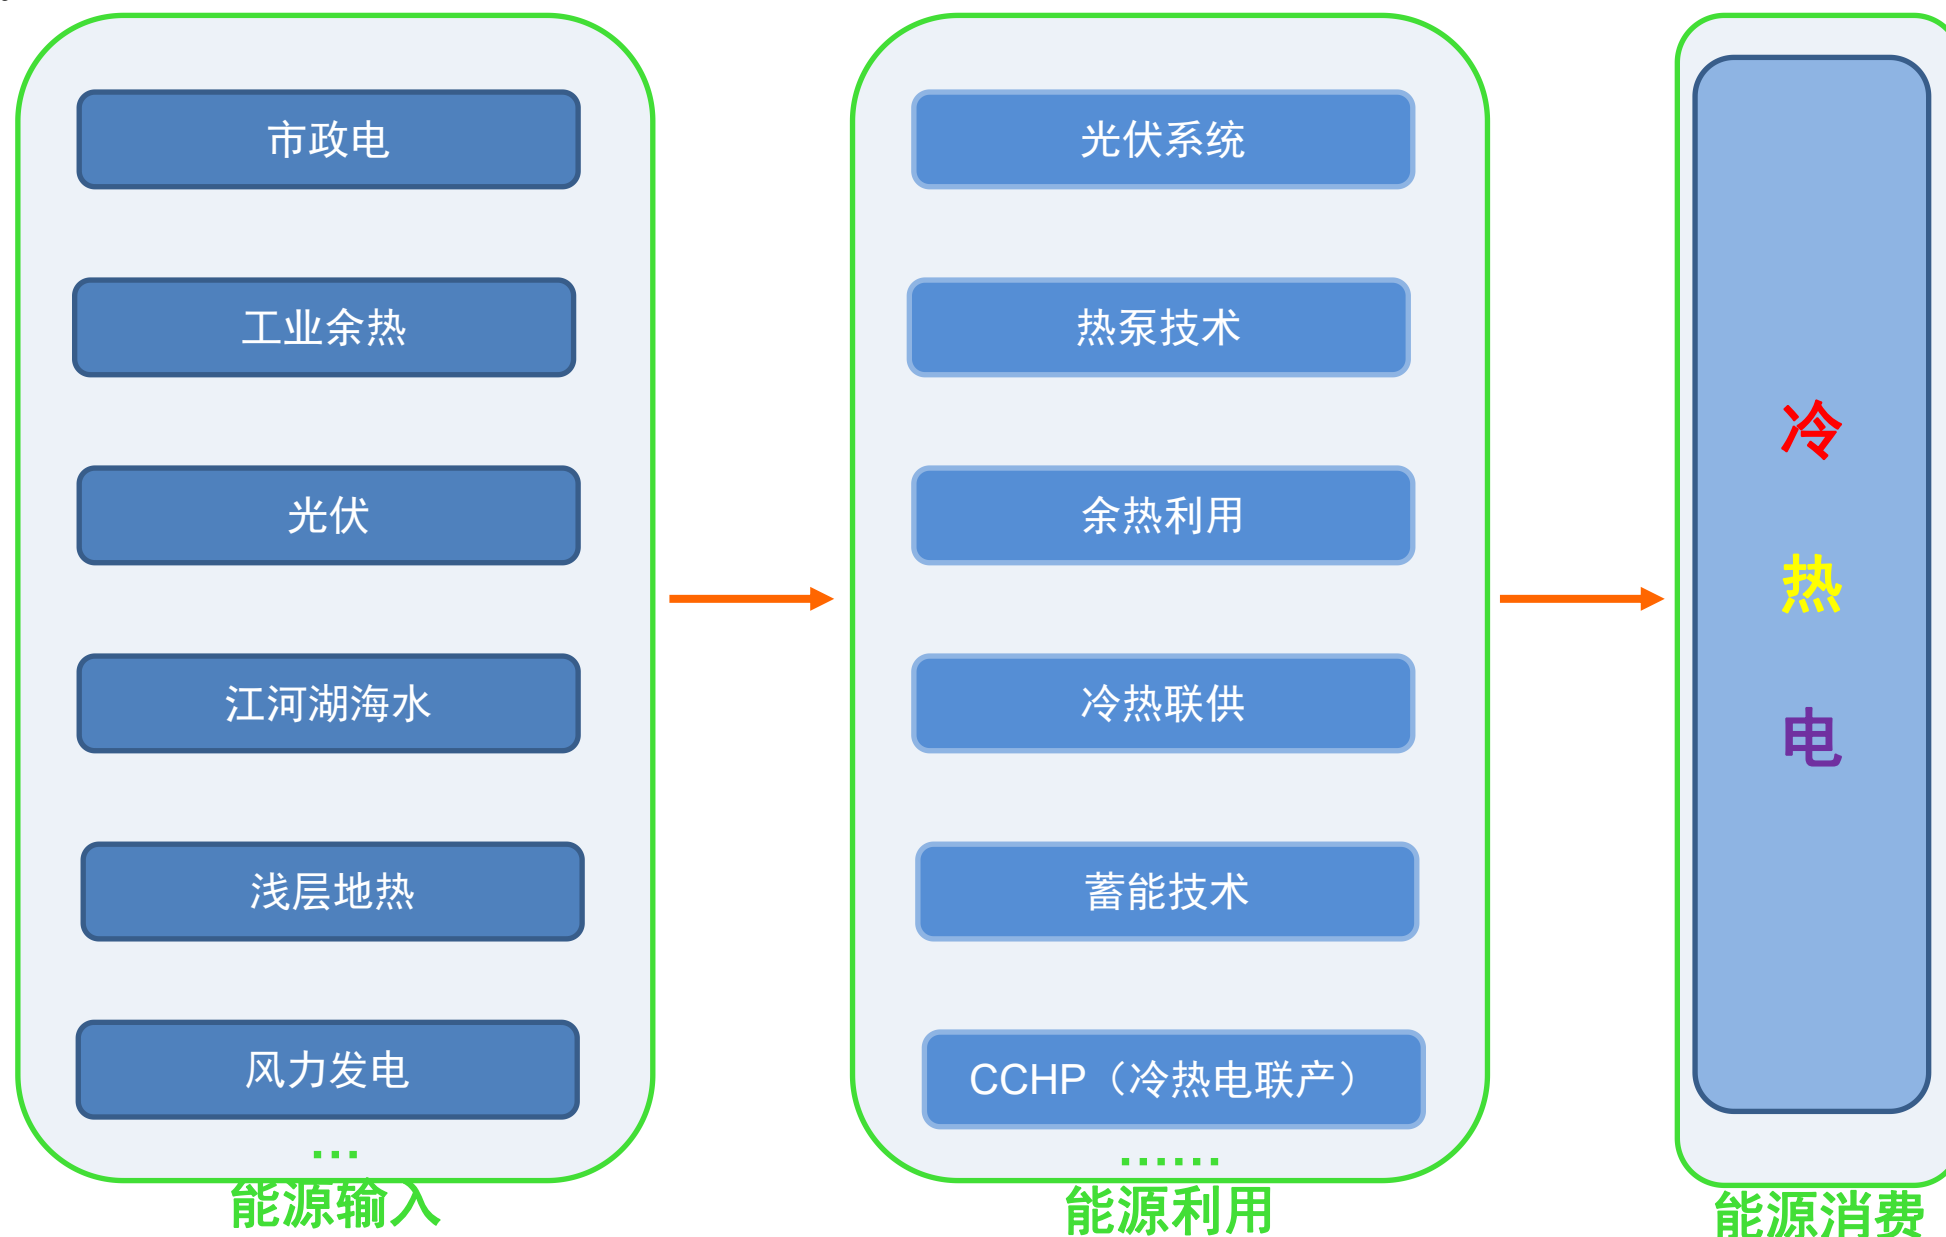 市政电
工业余热
光伏
江河湖海水
浅层地热
风力发电
...
能源输入
光伏系统
热泵技术
余热利用
冷热联供
蓄能技术
CCHP（冷热电联产）
......
能源利用
冷
热
电
能源消费